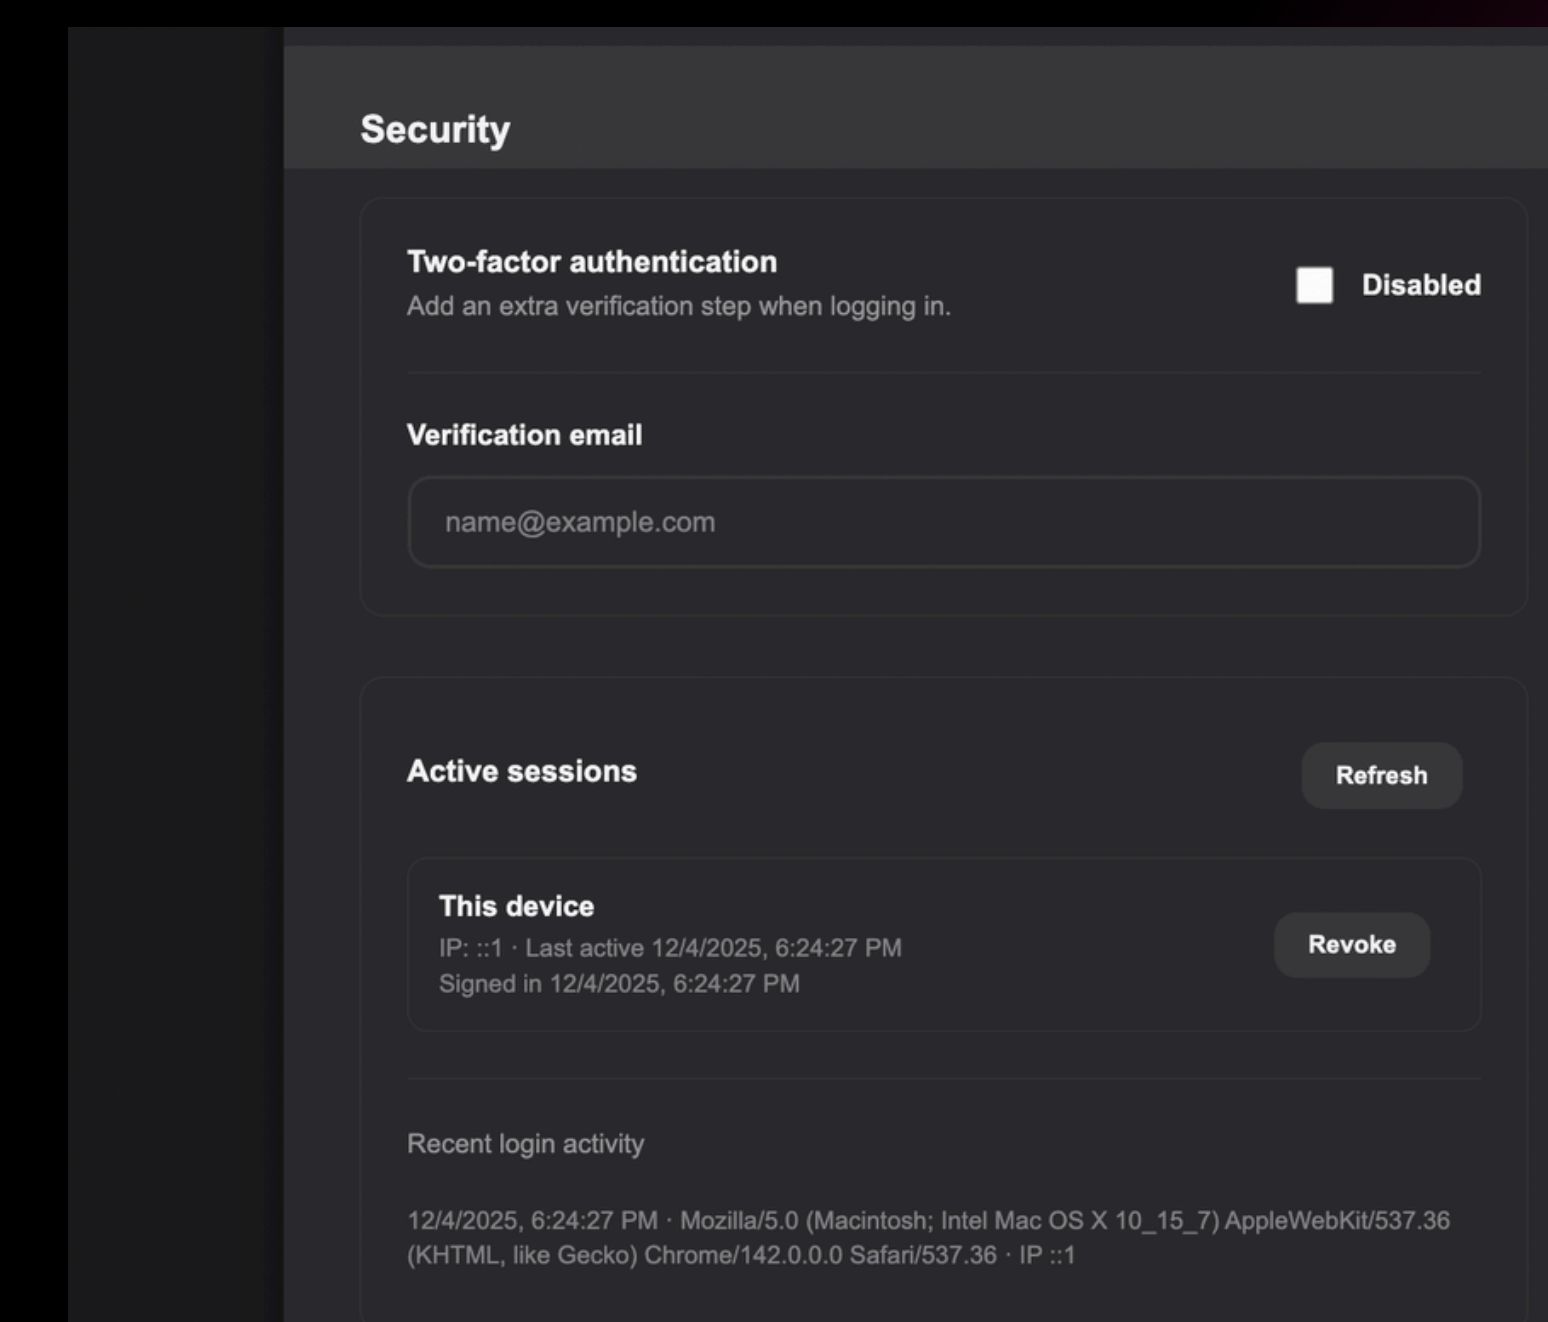 Security
Two-factor authentication
Add an extra verification step when logging in.
Disabled
Verification email
name@example.com
Active sessions
Refresh
This device
IP: ::1 · Last active 12/4/2025, 6:24:27 PM
Signed in 12/4/2025, 6:24:27 PM
Revoke
Recent login activity
12/4/2025, 6:24:27 PM · Mozilla/5.0 (Macintosh; Intel Mac OS X 10_15_7) AppleWebKit/537.36
(KHTML, like Gecko) Chrome/142.0.0.0 Safari/537.36 · IP ::1